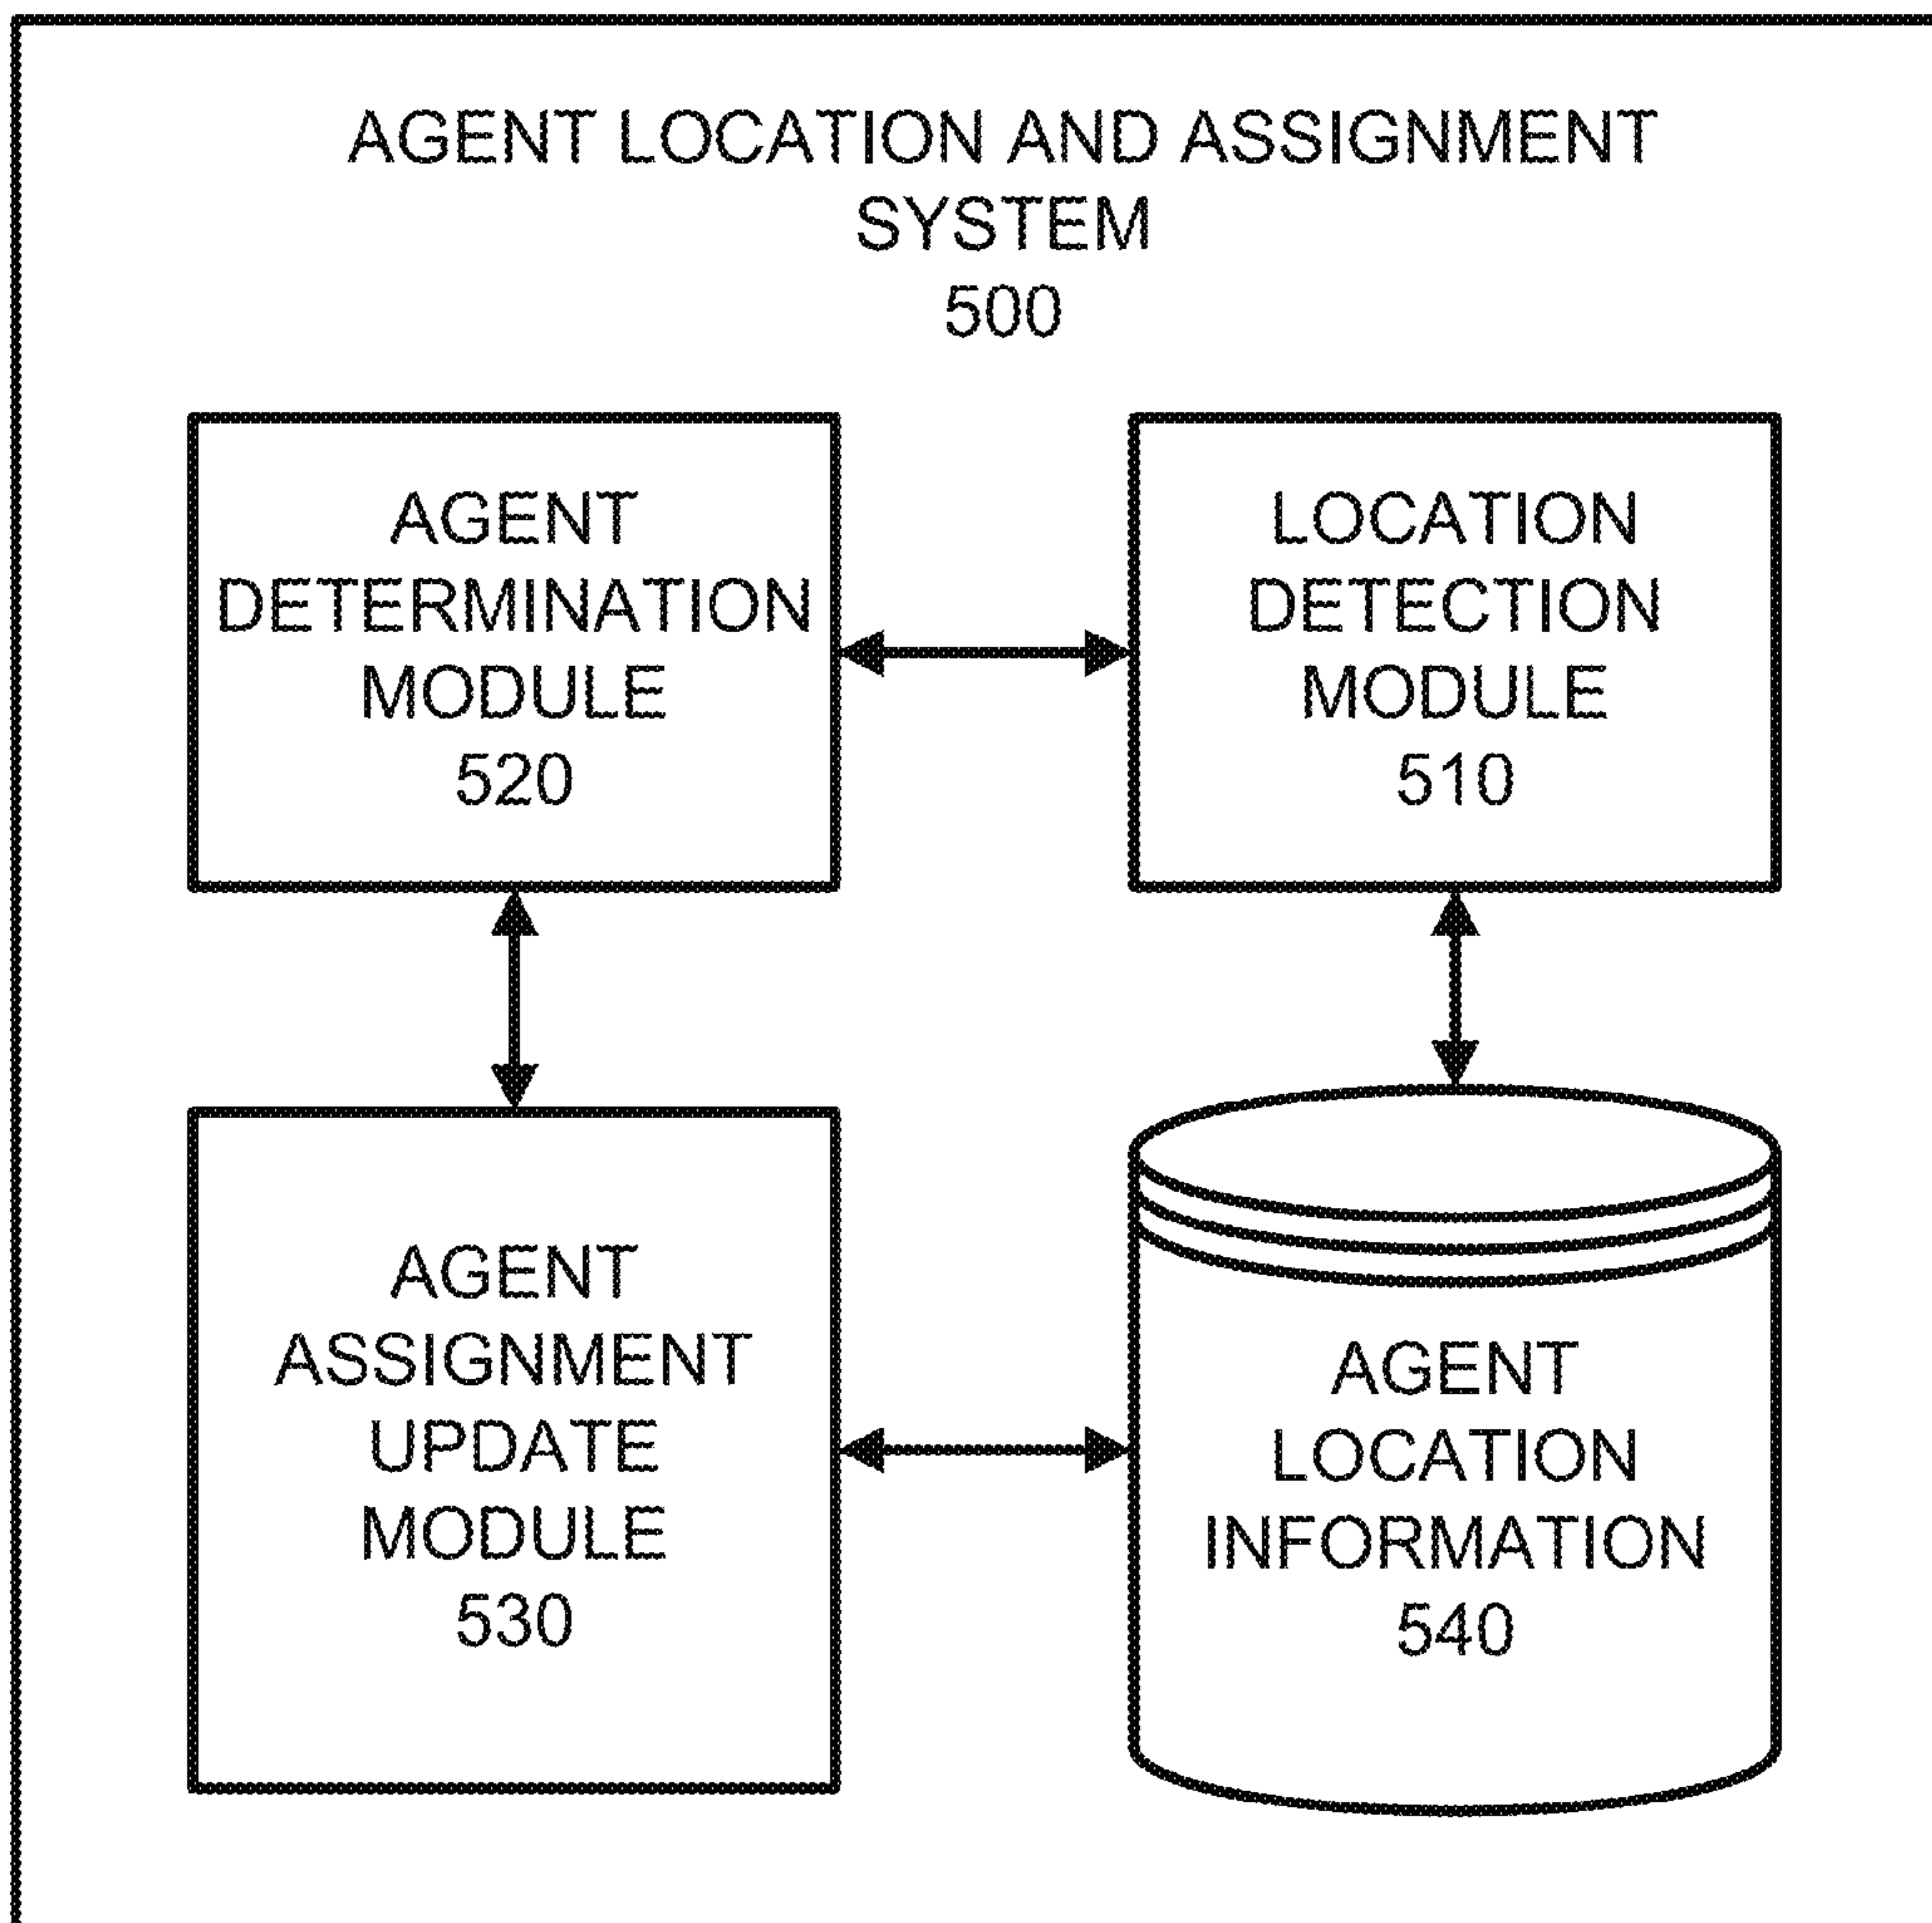 AGENT LOCATION AND ASSIGNMENT
SYSTEM
500
AGENT
DETERMINATION
MODULE
520
LOCATION
DETECTION
MODULE
510
AGENT
ASSIGNMENT
UPDATE
MODULE
530
AGENT
LOCATION
INFORMATION
540